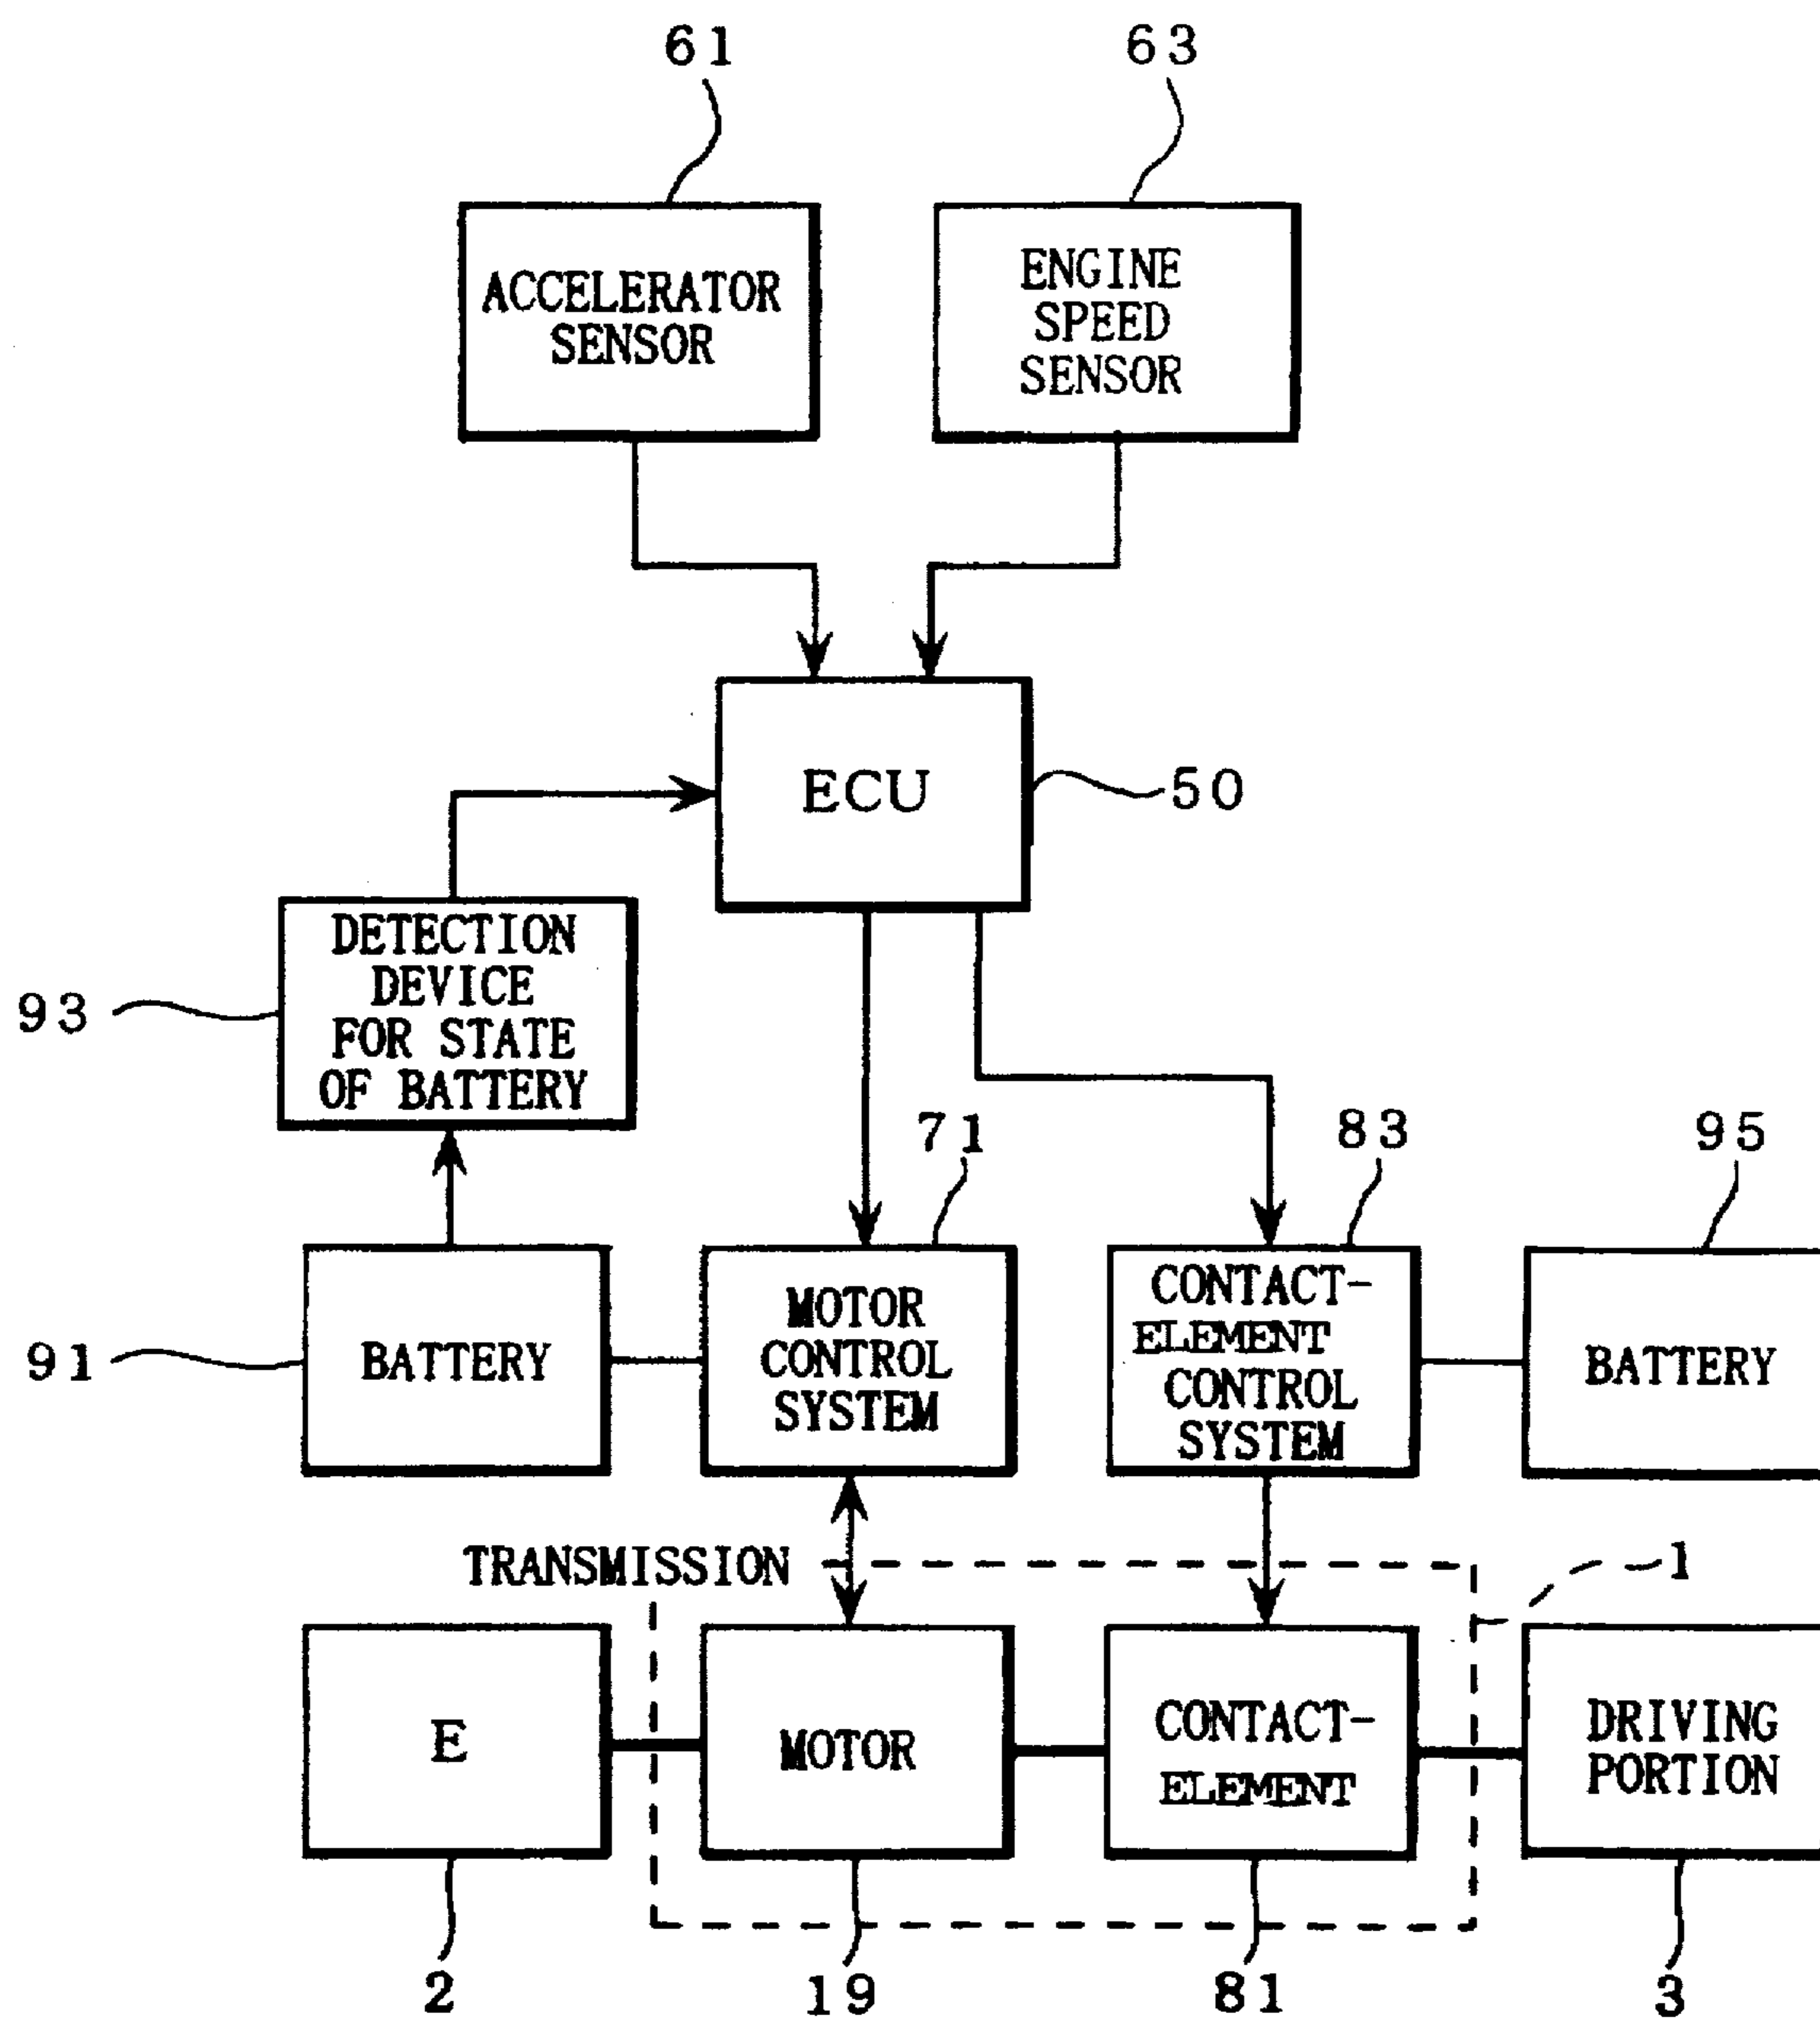 61
63
ACCELERATOR
SENSOR
ENGINE
SPEED
SENSOR
ECU
50
DETECTION
DEVICE
FOR STATE
OF BATTERY
93
71
83
95
BATTERY
91
MOTOR
CONTROL
SYSTEM
CONTACT-
ELEMENT
CONTROL
SYSTEM
BATTERY
TRANSMISSION
1
E
MOTOR
CONTACT-
ELEMENT
DRIVING
PORTION
2
19
81
3